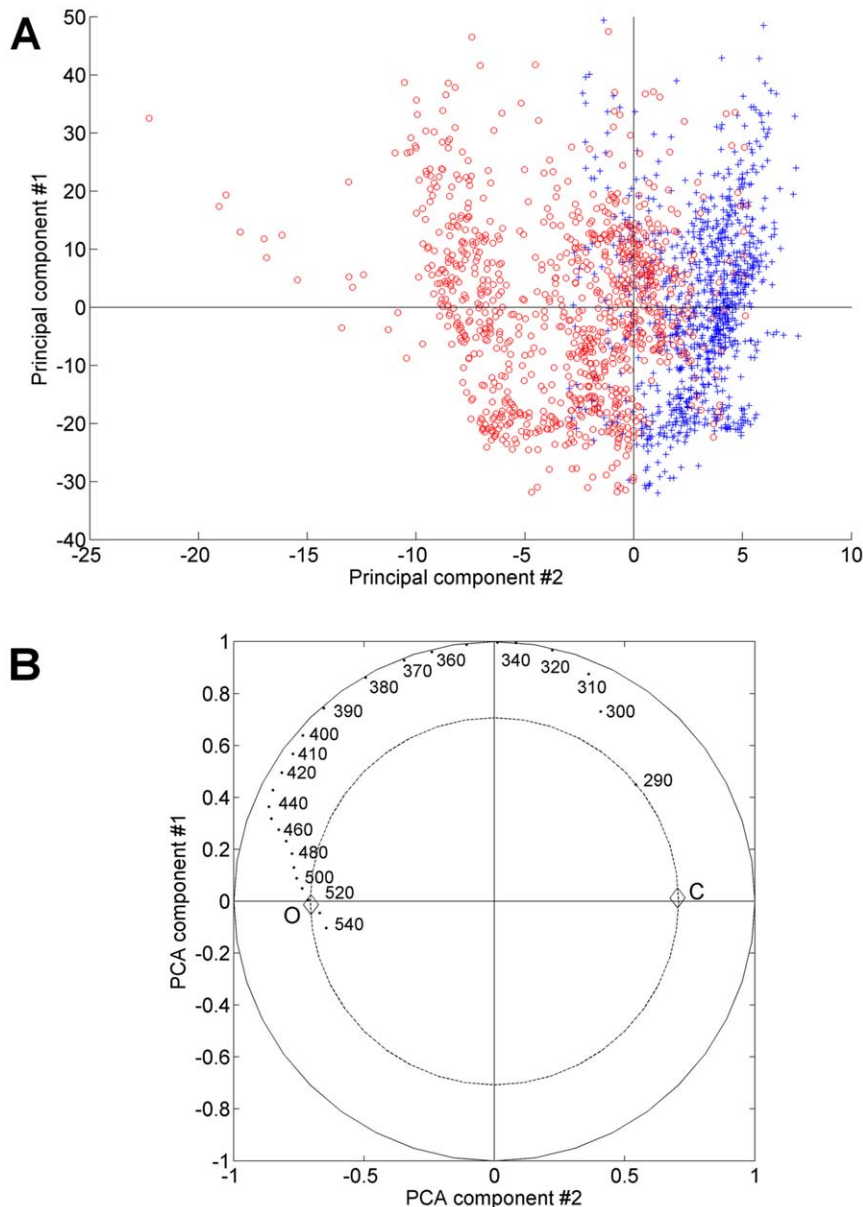 A
50
40
30
20
10
0
-10
-20
-30
-40
-25 -20 -15 -10 -5 0 5 10
Principal component #1
Principal component #2
B
1
0.8
0.6
0.4
0.2
0
-0.2
-0.4
-0.6
-0.8
-1
-1 -0.5 0 0.5 1
PCA component #1
PCA component #2
360 340 320
370 310
380 300
390
400
410
420
290
440
460
480
500
520 C
O 540